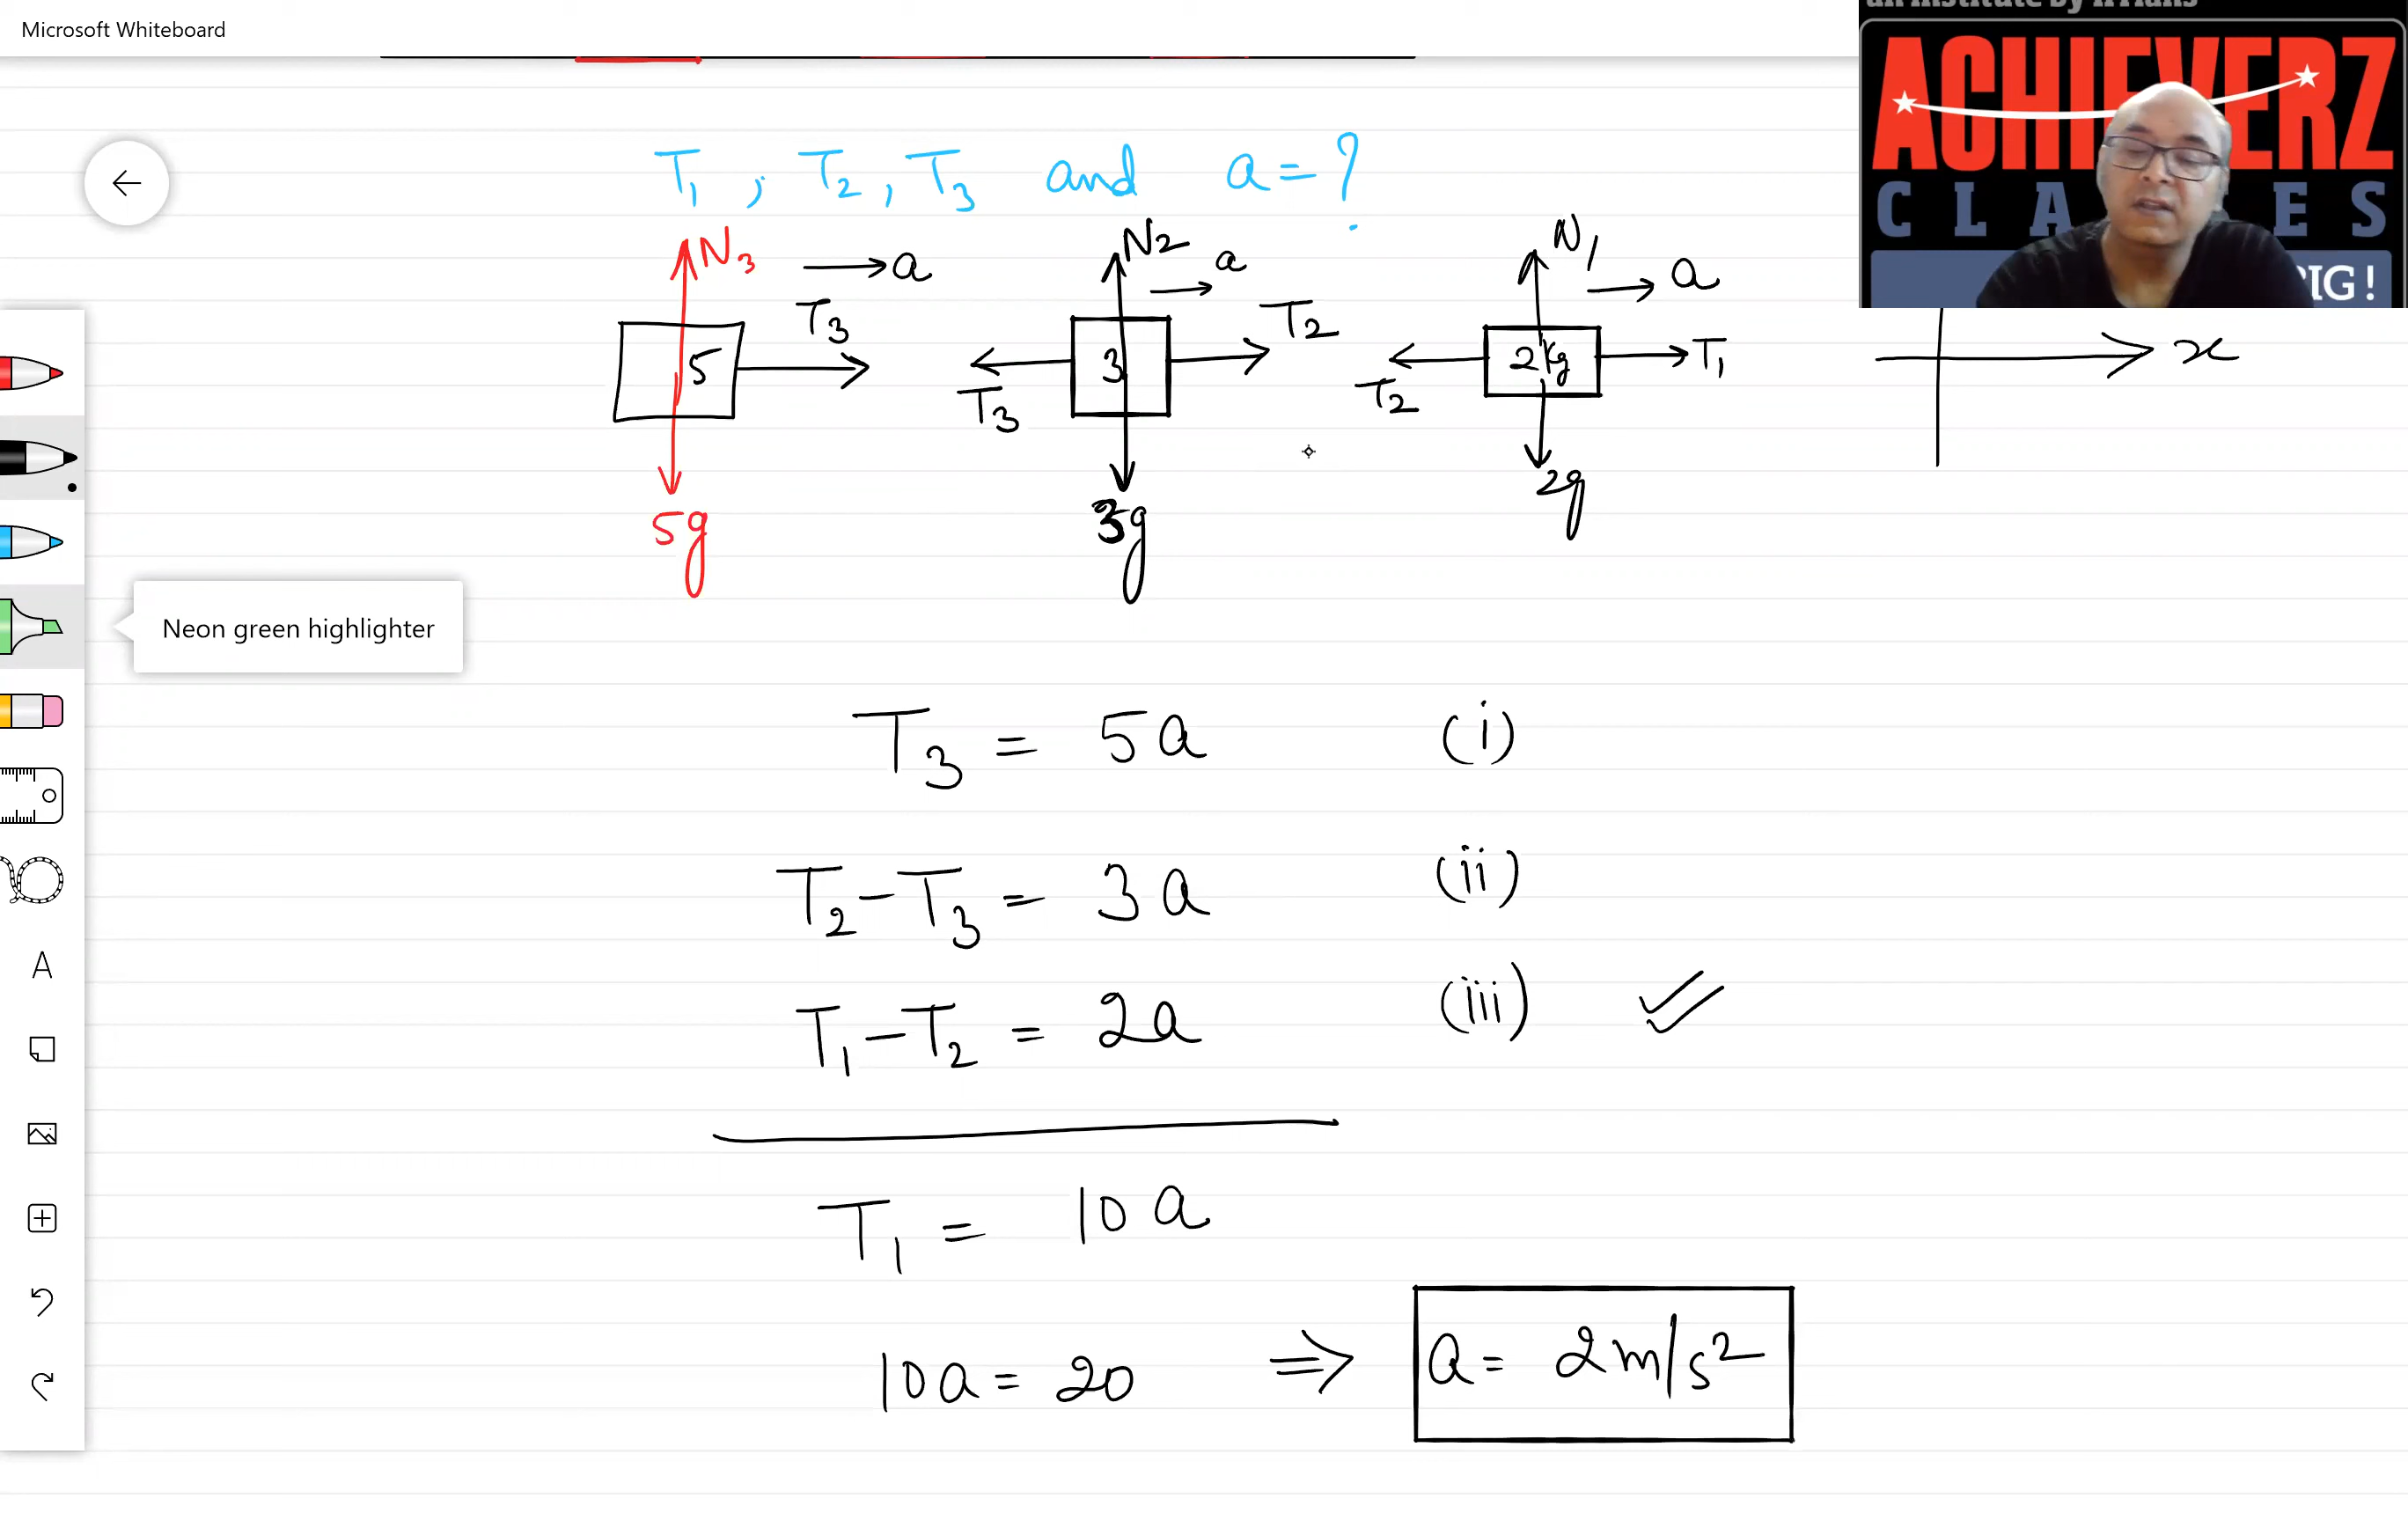 Microsoft Whiteboard
ACHIEVERZ
CLA ES
IG!
T1 ; T2, T3 and a = ?
N3 → a
N2 → a
N1 → a
T3
T2
5
3
2kg
T1
x
T3
T2
5g
3g
2g
Neon green highlighter
T3 = 5a (i)
T2 - T3 = 3a (ii)
T1 - T2 = 2a (iii)
T1 = 10a
10a = 20 ⇒ a = 2m/s²
A